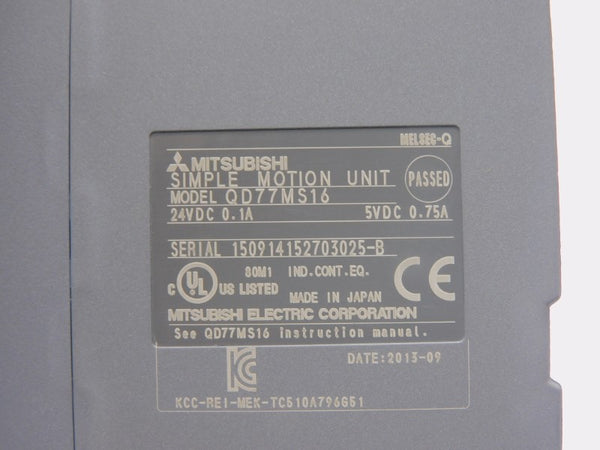 MELSEC-Q
MITSUBISHI
SIMPLE MOTION UNIT
PASSED
MODEL QD77MS16
24VDC 0.1A 5VDC 0.75A
SERIAL 150914152703025-B
80M1 IND.CONT.EQ.
C UL US LISTED CE
MADE IN JAPAN
MITSUBISHI ELECTRIC CORPORATION
See QD77MS16 instruction manual.
DATE:2013-09
KCC-REI-MEK-TC510A796G51